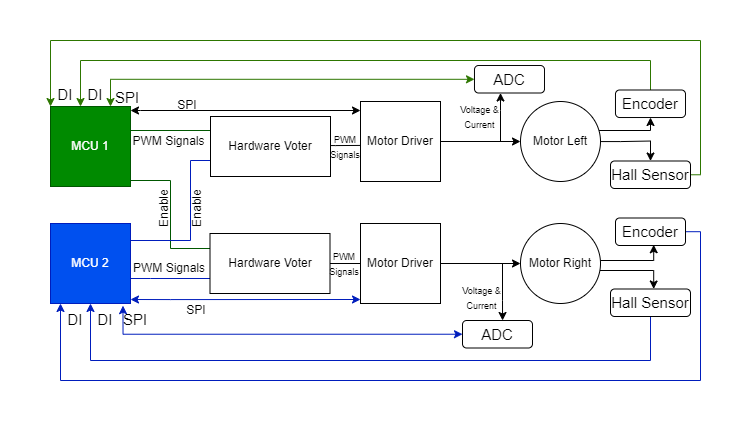 DI
DI
SPI
SPI
ADC
Voltage &
Current
Encoder
MCU 1
PWM Signals
Hardware Voter
PWM
Signals
Motor Driver
Motor Left
Hall Sensor
Enable
Enable
MCU 2
PWM Signals
Hardware Voter
PWM
Signals
Motor Driver
Motor Right
Encoder
Voltage &
Current
Hall Sensor
SPI
DI
DI
SPI
ADC